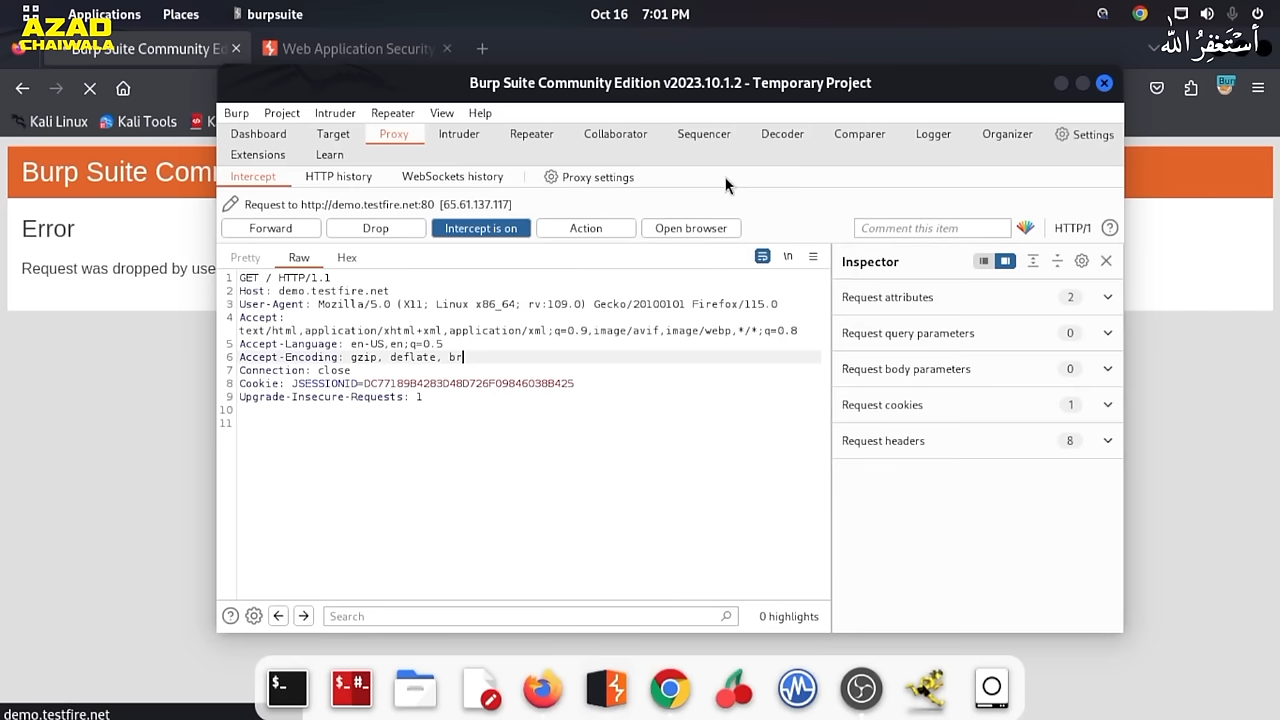 Applications Places burpsuite Oct 16 7:01 PM
AZAD
CHAIWALA
أستغفر الله
Burp Suite Community Ed
Web Application Security
Kali Linux Kali Tools K
Burp
Burp Suite Com
Error
Request was dropped by use
Burp Suite Community Edition v2023.10.1.2 - Temporary Project
Burp Project Intruder Repeater View Help
Dashboard Target Proxy Intruder Repeater Collaborator Sequencer Decoder Comparer Logger Organizer Settings
Extensions Learn
Intercept HTTP history WebSockets history Proxy settings
Request to http://demo.testfire.net:80 [65.61.137.117]
Forward Drop Intercept is on Action Open browser Comment this item HTTP/1 ?
Pretty Raw Hex \n
1 GET / HTTP/1.1
2 Host: demo.testfire.net
3 User-Agent: Mozilla/5.0 (X11; Linux x86_64; rv:109.0) Gecko/20100101 Firefox/115.0
4 Accept:
text/html,application/xhtml+xml,application/xml;q=0.9,image/avif,image/webp,*/*;q=0.8
5 Accept-Language: en-US,en;q=0.5
6 Accept-Encoding: gzip, deflate, br
7 Connection: close
8 Cookie: JSESSIONID=DC77189B4283D48D726F09846038B425
9 Upgrade-Insecure-Requests: 1
10
11
Inspector
Request attributes 2
Request query parameters 0
Request body parameters 0
Request cookies 1
Request headers 8
? Search 0 highlights
$_ $_ #_
demo.testfire.net